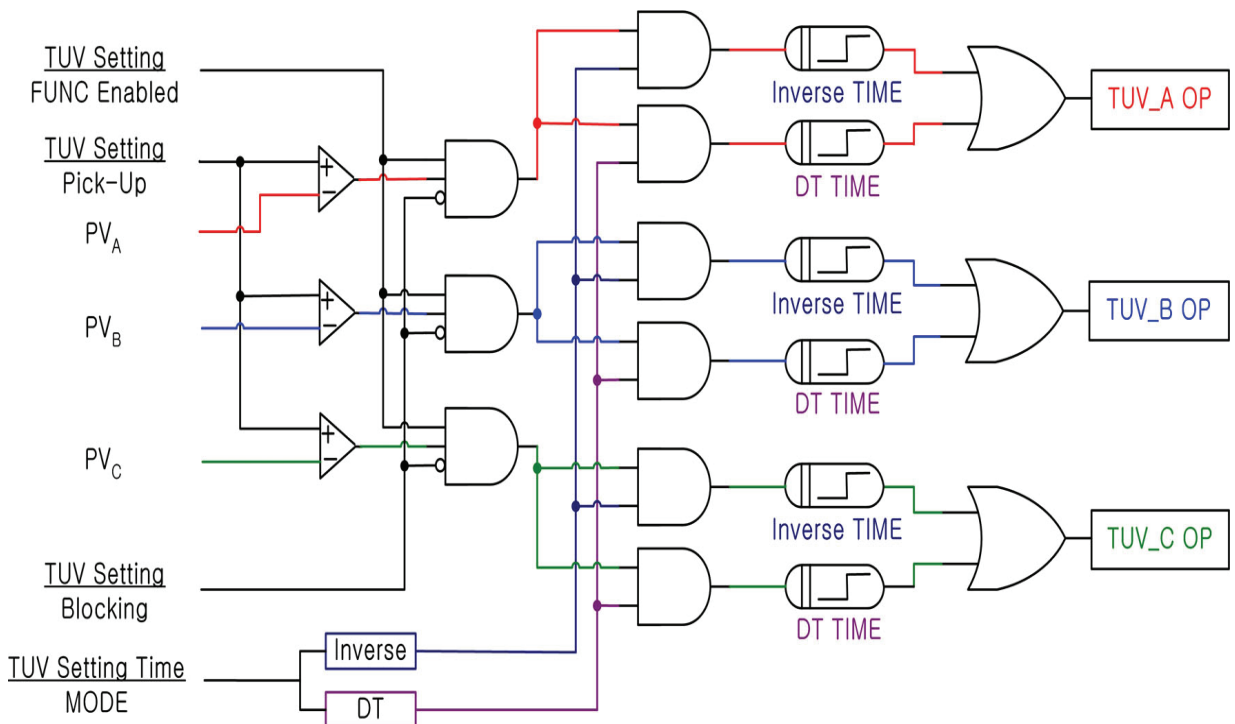 TUV Setting
FUNC Enabled
TUV Setting
Pick-Up
PVA
PVB
PVC
TUV Setting
Blocking
TUV Setting Time
MODE
+
−
+
−
+
−
Inverse
DT
Inverse TIME
DT TIME
Inverse TIME
DT TIME
Inverse TIME
DT TIME
TUV_A OP
TUV_B OP
TUV_C OP